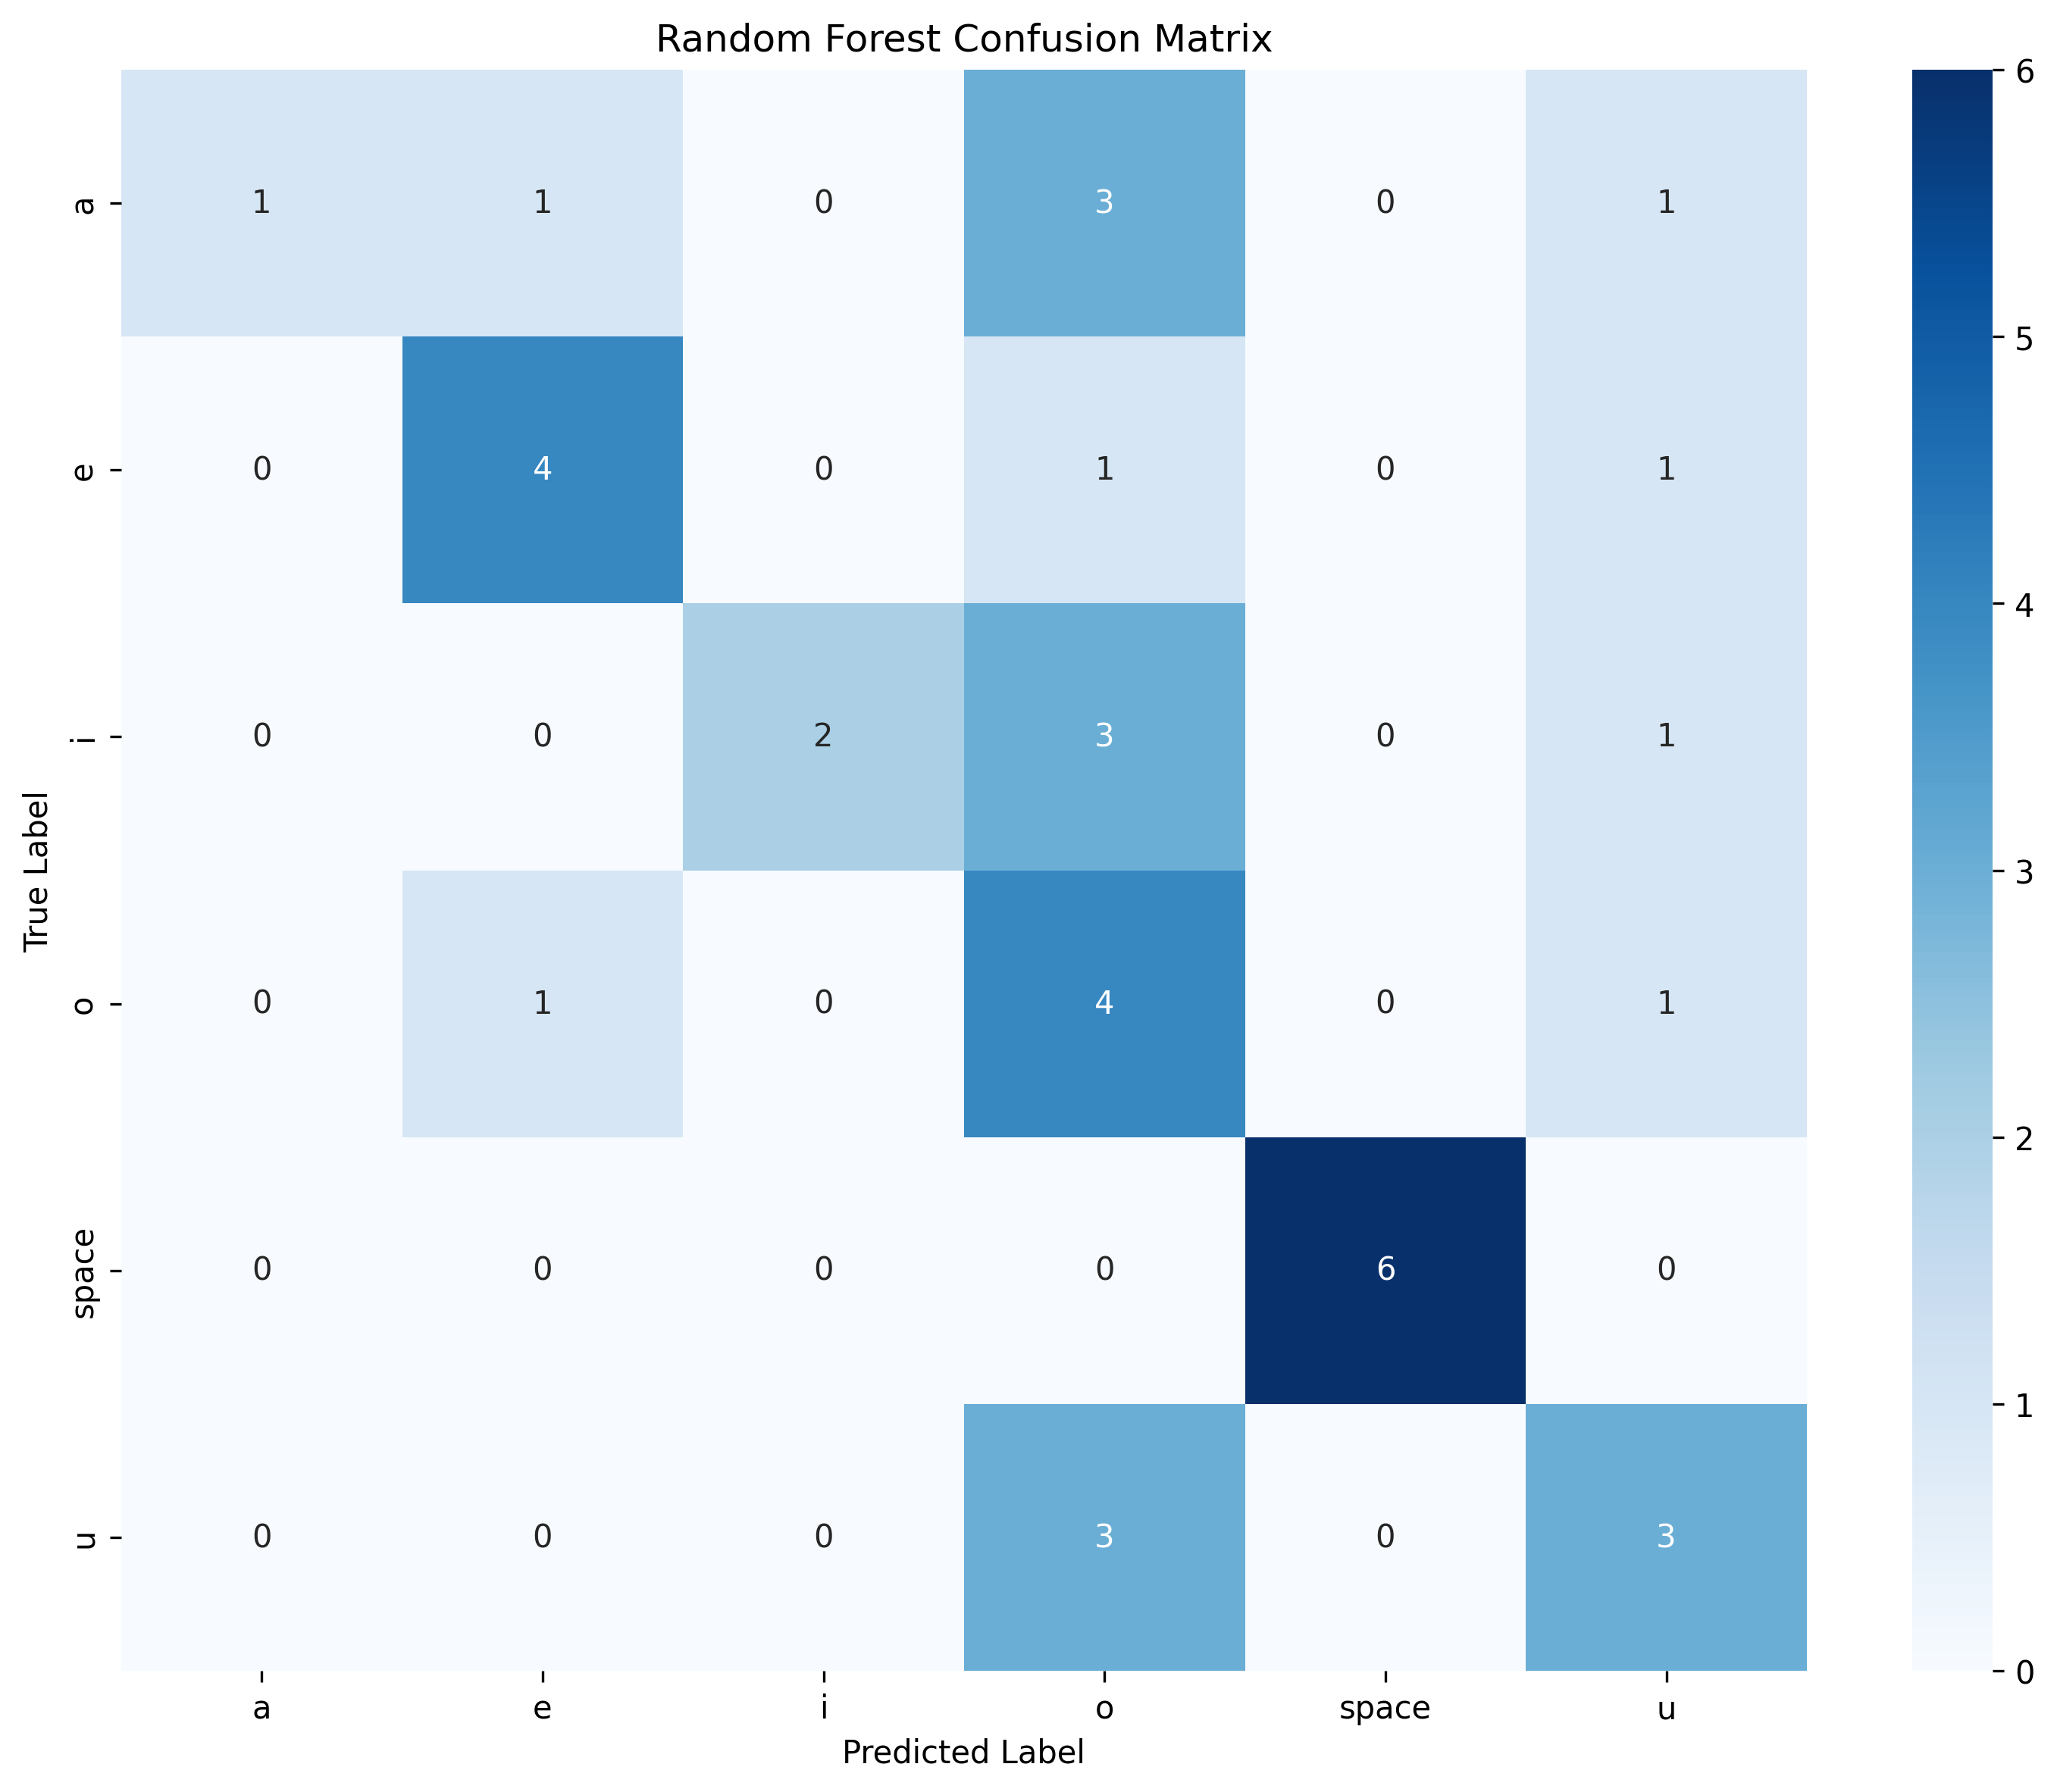 Random Forest Confusion Matrix
True Label
a 1 1 0 3 0 1
e 0 4 0 1 0 1
i 0 0 2 3 0 1
o 0 1 0 4 0 1
space 0 0 0 0 6 0
u 0 0 0 3 0 3
a e i o space u
Predicted Label
6
5
4
3
2
1
0